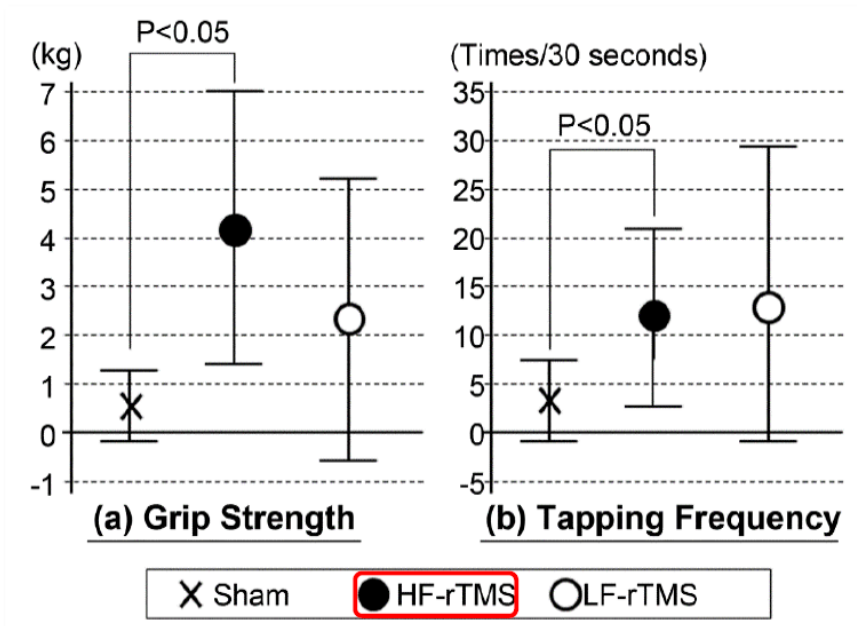 P<0.05
(kg)
7
6
5
4
3
2
1
0
-1
(a) Grip Strength
(Times/30 seconds)
P<0.05
35
30
25
20
15
10
5
0
-5
(b) Tapping Frequency
Sham HF-rTMS LF-rTMS